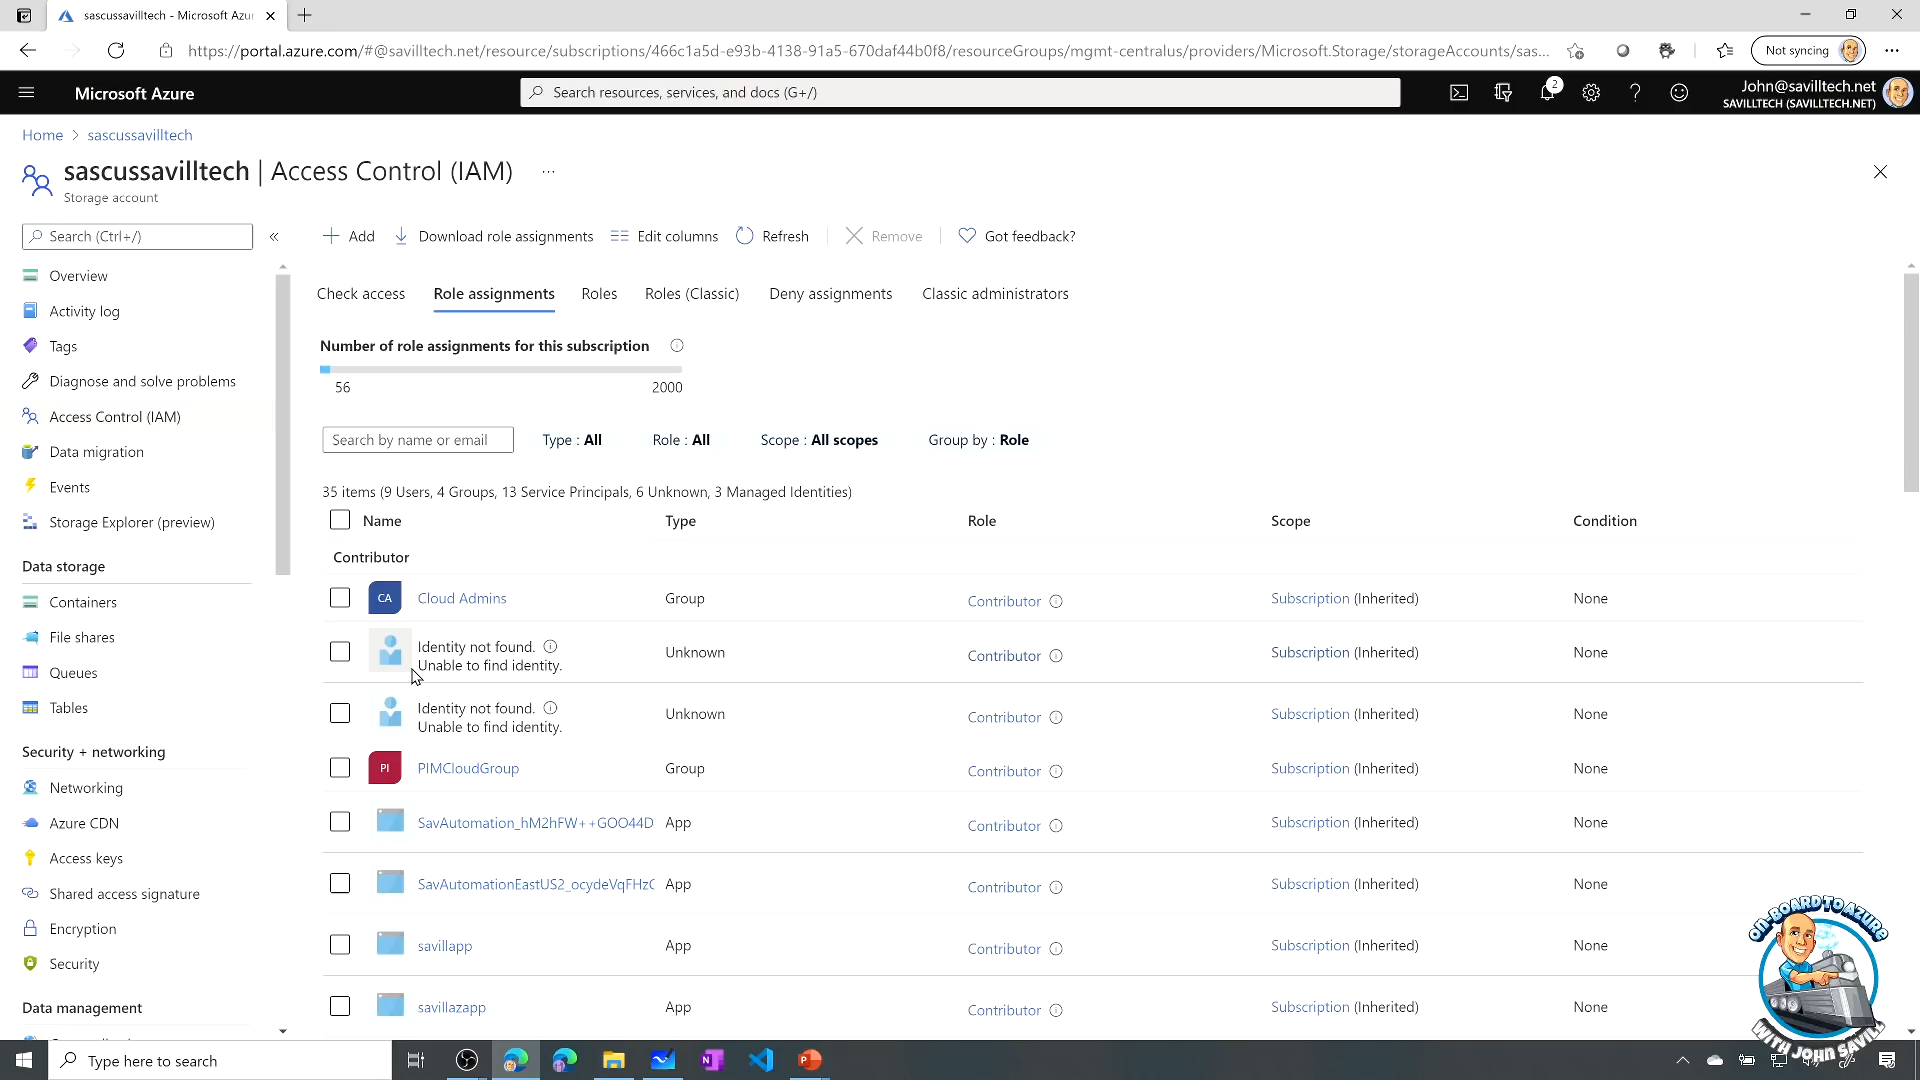 sascussavilltech - Microsoft Azur
https://portal.azure.com/#@savilltech.net/resource/subscriptions/466c1a5d-e93b-4138-91a5-670daf44b0f8/resourceGroups/mgmt-centralus/providers/Microsoft.Storage/storageAccounts/sas...
Not syncing
Microsoft Azure
Search resources, services, and docs (G+/)
2
John@savilltech.net
SAVILLTECH (SAVILLTECH.NET)
Home > sascussavilltech
sascussavilltech | Access Control (IAM) ...
Storage account
Search (Ctrl+/)
«
Add
Download role assignments
Edit columns
Refresh
Remove
Got feedback?
Overview
Activity log
Tags
Diagnose and solve problems
Access Control (IAM)
Data migration
Events
Storage Explorer (preview)
Data storage
Containers
File shares
Queues
Tables
Security + networking
Networking
Azure CDN
Access keys
Shared access signature
Encryption
Security
Data management
Check access
Role assignments
Roles
Roles (Classic)
Deny assignments
Classic administrators
Number of role assignments for this subscription
56 2000
Search by name or email
Type : All
Role : All
Scope : All scopes
Group by : Role
35 items (9 Users, 4 Groups, 13 Service Principals, 6 Unknown, 3 Managed Identities)
Name Type Role Scope Condition
Contributor
CA Cloud Admins Group Contributor Subscription (Inherited) None
Identity not found.
Unable to find identity. Unknown Contributor Subscription (Inherited) None
Identity not found.
Unable to find identity. Unknown Contributor Subscription (Inherited) None
PI PIMCloudGroup Group Contributor Subscription (Inherited) None
SavAutomation_hM2hFW++GOO44D App Contributor Subscription (Inherited) None
SavAutomationEastUS2_ocydeVqFHzC App Contributor Subscription (Inherited) None
savillapp App Contributor Subscription (Inherited) None
savillazapp App Contributor Subscription (Inherited) None
ON-BOARD TO AZURE
WITH JOHN SAVILL
Type here to search